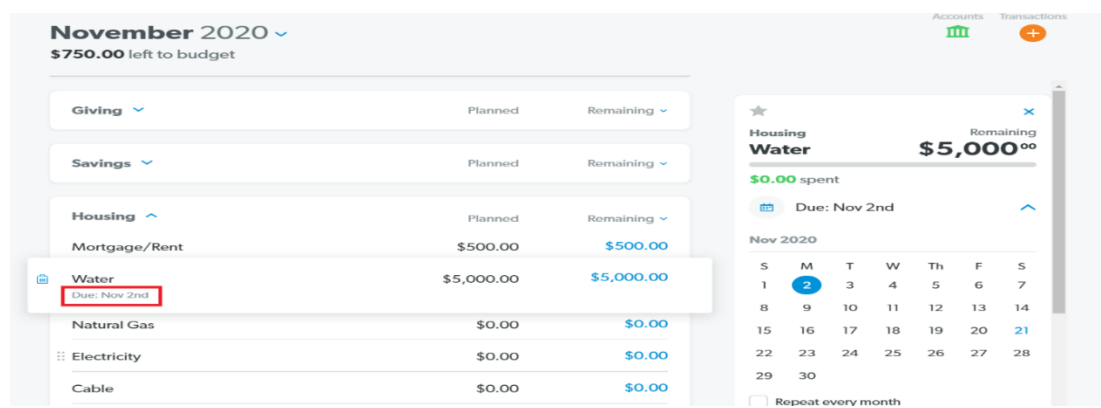 November 2020
$750.00 left to budget
Accounts
Transactions
Giving Planned Remaining
Savings Planned Remaining
Housing Planned Remaining
Mortgage/Rent $500.00 $500.00
Water $5,000.00 $5,000.00
Due: Nov 2nd
Natural Gas $0.00 $0.00
Electricity $0.00 $0.00
Cable $0.00 $0.00
Housing Remaining
Water $5,000 00
$0.00 spent
Due: Nov 2nd
Nov 2020
S M T W Th F S
1 2 3 4 5 6 7
8 9 10 11 12 13 14
15 16 17 18 19 20 21
22 23 24 25 26 27 28
29 30
Repeat every month